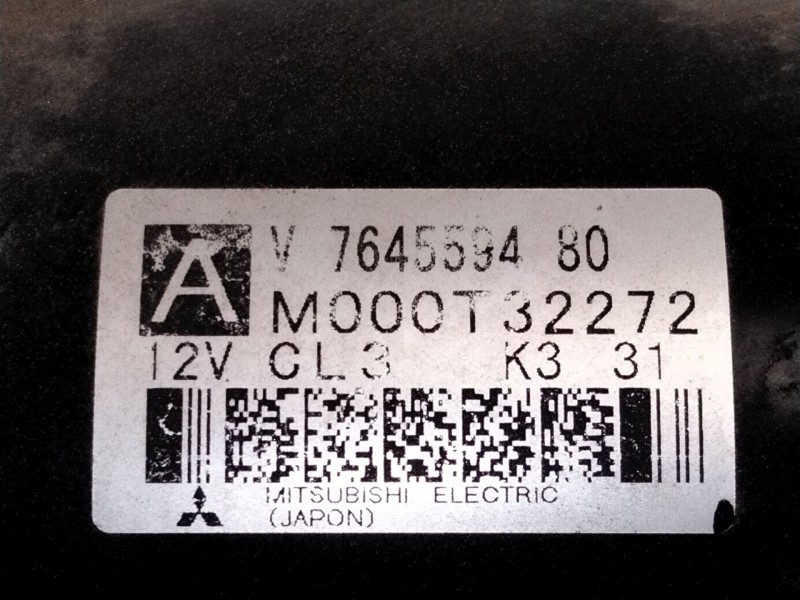 A
V 7645594 80
M000T32272
12V CL3 K3 31
MITSUBISHI ELECTRIC
(JAPON)